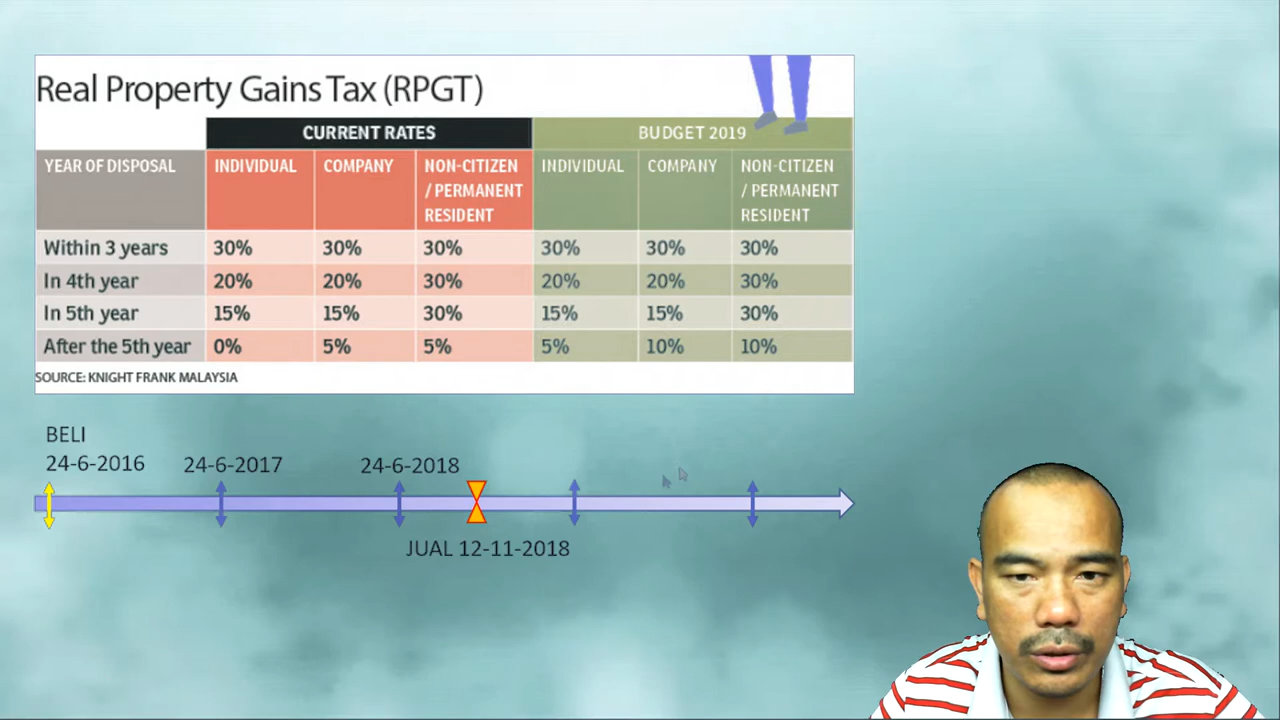 Real Property Gains Tax (RPGT)
CURRENT RATES BUDGET 2019
YEAR OF DISPOSAL INDIVIDUAL COMPANY NON-CITIZEN / PERMANENT RESIDENT INDIVIDUAL COMPANY NON-CITIZEN / PERMANENT RESIDENT
Within 3 years 30% 30% 30% 30% 30% 30%
In 4th year 20% 20% 30% 20% 20% 30%
In 5th year 15% 15% 30% 15% 15% 30%
After the 5th year 0% 5% 5% 5% 10% 10%
SOURCE: KNIGHT FRANK MALAYSIA
BELI
24-6-2016 24-6-2017 24-6-2018
JUAL 12-11-2018